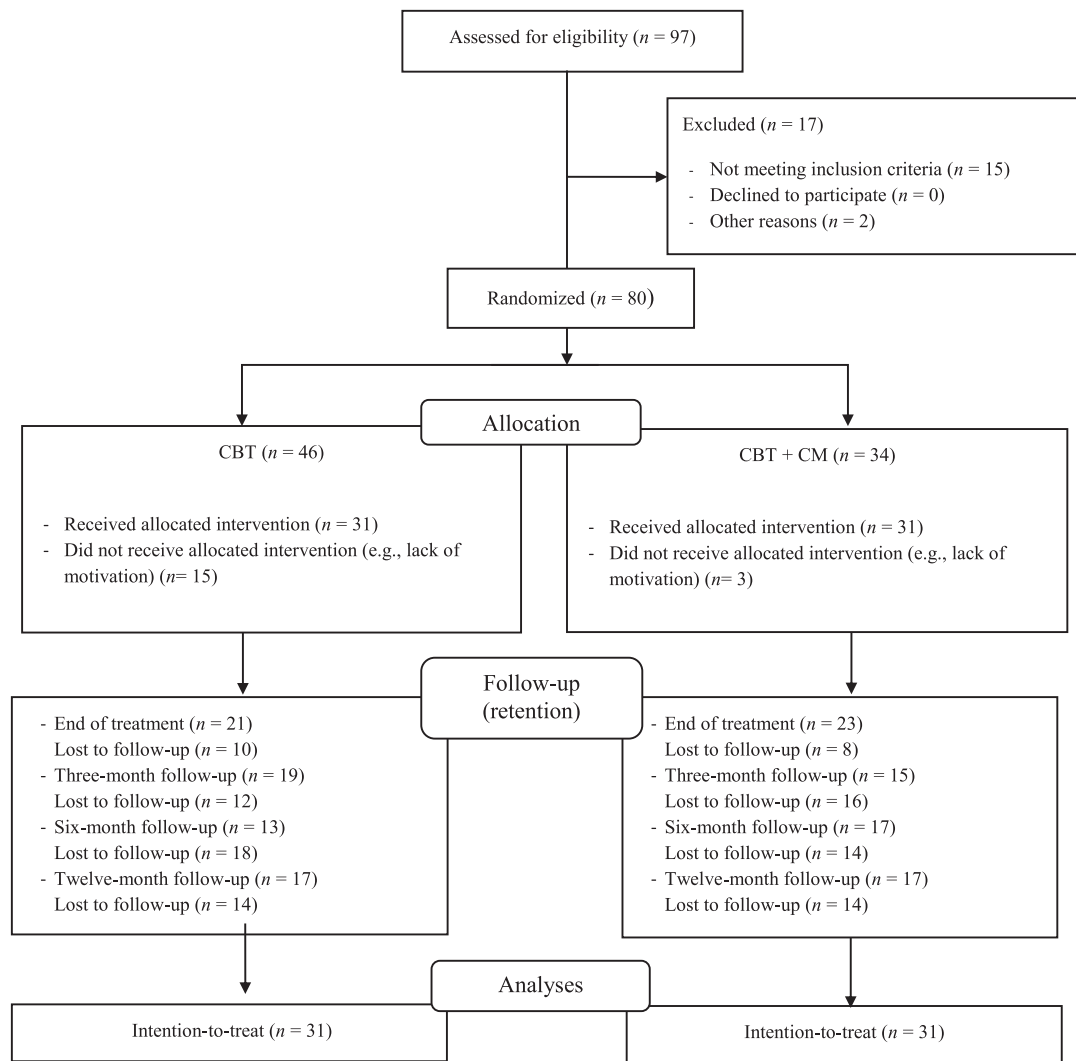 Assessed for eligibility (n = 97)
Excluded (n = 17)
- Not meeting inclusion criteria (n = 15)
- Declined to participate (n = 0)
- Other reasons (n = 2)
Randomized (n = 80)
Allocation
CBT (n = 46)
- Received allocated intervention (n = 31)
- Did not receive allocated intervention (e.g., lack of
motivation) (n= 15)
CBT + CM (n = 34)
- Received allocated intervention (n = 31)
- Did not receive allocated intervention (e.g., lack of
motivation) (n= 3)
Follow-up
(retention)
- End of treatment (n = 21)
Lost to follow-up (n = 10)
- Three-month follow-up (n = 19)
Lost to follow-up (n = 12)
- Six-month follow-up (n = 13)
Lost to follow-up (n = 18)
- Twelve-month follow-up (n = 17)
Lost to follow-up (n = 14)
- End of treatment (n = 23)
Lost to follow-up (n = 8)
- Three-month follow-up (n = 15)
Lost to follow-up (n = 16)
- Six-month follow-up (n = 17)
Lost to follow-up (n = 14)
- Twelve-month follow-up (n = 17)
Lost to follow-up (n = 14)
Analyses
Intention-to-treat (n = 31)
Intention-to-treat (n = 31)